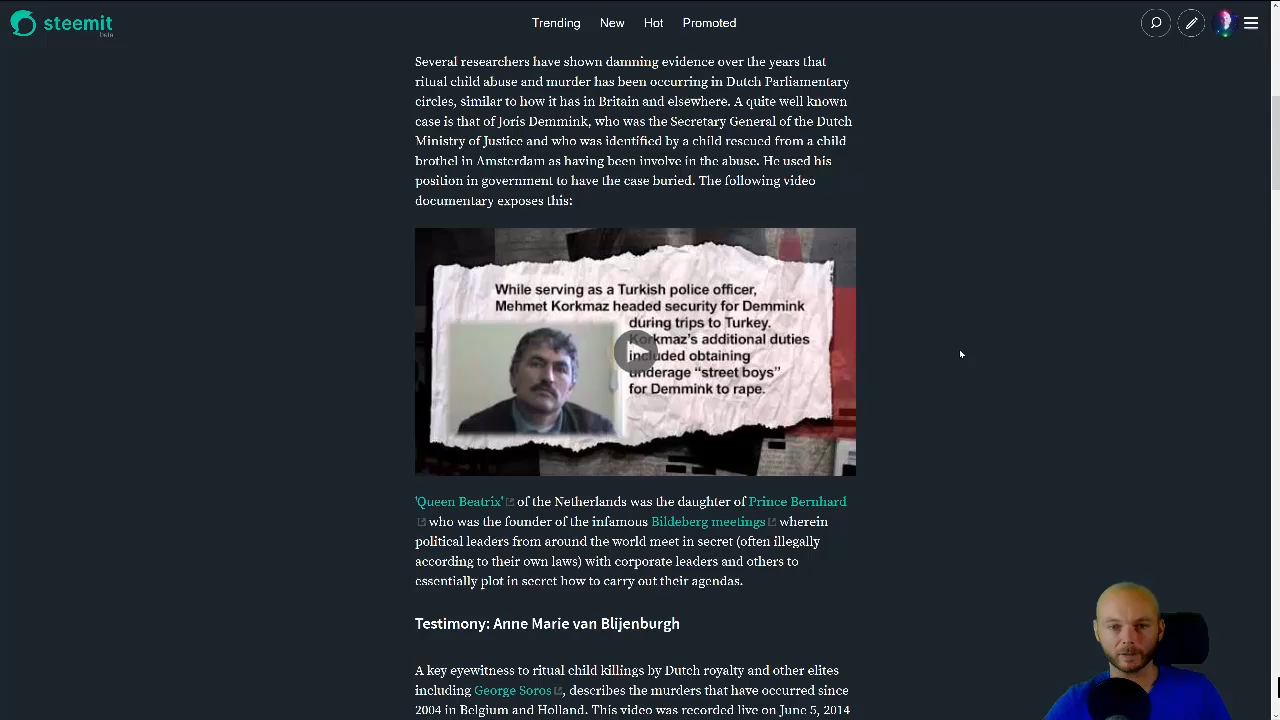 steemit
beta
Trending New Hot Promoted
Several researchers have shown damning evidence over the years that
ritual child abuse and murder has been occurring in Dutch Parliamentary
circles, similar to how it has in Britain and elsewhere. A quite well known
case is that of Joris Demmink, who was the Secretary General of the Dutch
Ministry of Justice and who was identified by a child rescued from a child
brothel in Amsterdam as having been involve in the abuse. He used his
position in government to have the case buried. The following video
documentary exposes this:
While serving as a Turkish police officer,
Mehmet Korkmaz headed security for Demmink
during trips to Turkey.
Korkmaz's additional duties
included obtaining
underage "street boys"
for Demmink to rape.
'Queen Beatrix' of the Netherlands was the daughter of Prince Bernhard
who was the founder of the infamous Bildeberg meetings wherein
political leaders from around the world meet in secret (often illegally
according to their own laws) with corporate leaders and others to
essentially plot in secret how to carry out their agendas.
Testimony: Anne Marie van Blijenburgh
A key eyewitness to ritual child killings by Dutch royalty and other elites
including George Soros, describes the murders that have occurred since
2004 in Belgium and Holland. This video was recorded live on June 5, 2014